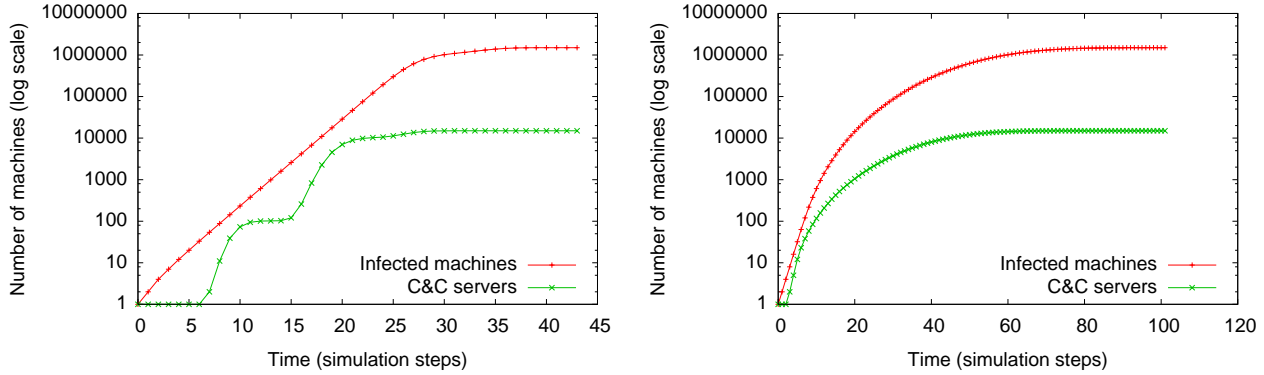 Number of machines (log scale)
10000000
1000000
100000
10000
1000
100
10
1
Infected machines
C&C servers
0 5 10 15 20 25 30 35 40 45
Time (simulation steps)
Number of machines (log scale)
10000000
1000000
100000
10000
1000
100
10
1
Infected machines
C&C servers
0 20 40 60 80 100 120
Time (simulation steps)